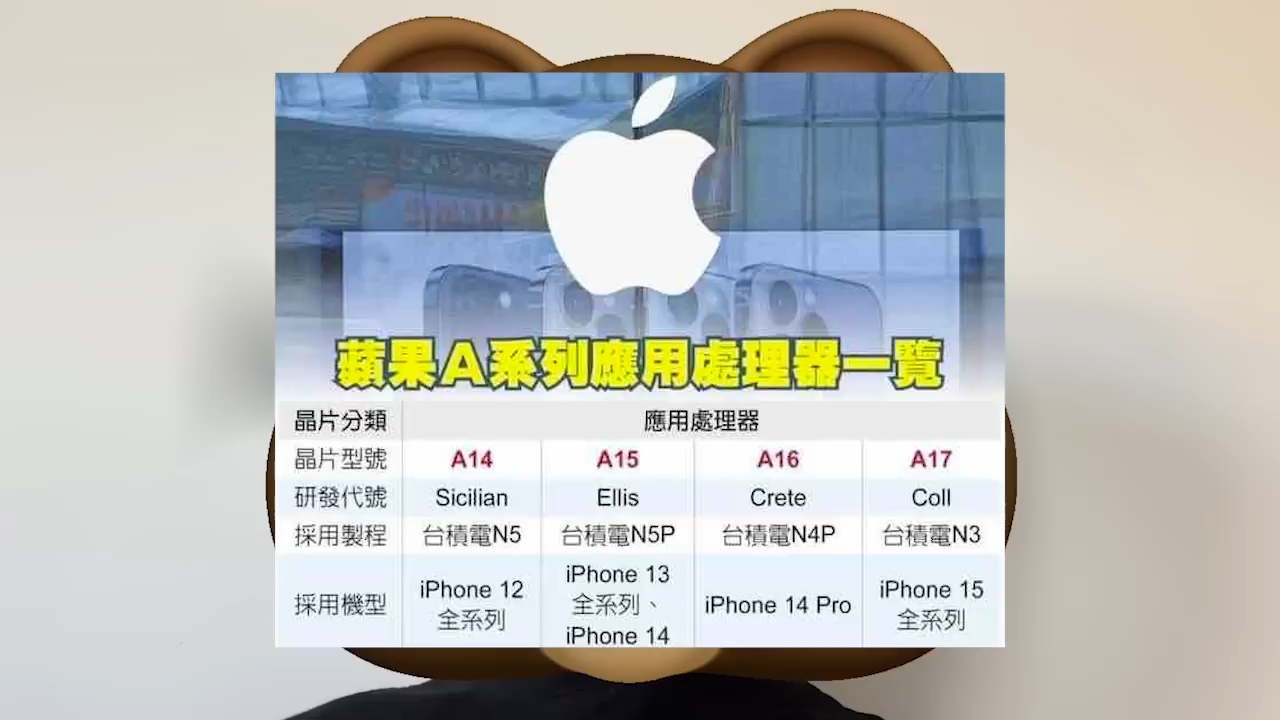 蘋果A系列應用處理器一覽
晶片分類 應用處理器
晶片型號 A14 A15 A16 A17
研發代號 Sicilian Ellis Crete Coll
採用製程 台積電N5 台積電N5P 台積電N4P 台積電N3
採用機型 iPhone 12 全系列 iPhone 13 全系列、 iPhone 14 iPhone 14 Pro iPhone 15 全系列